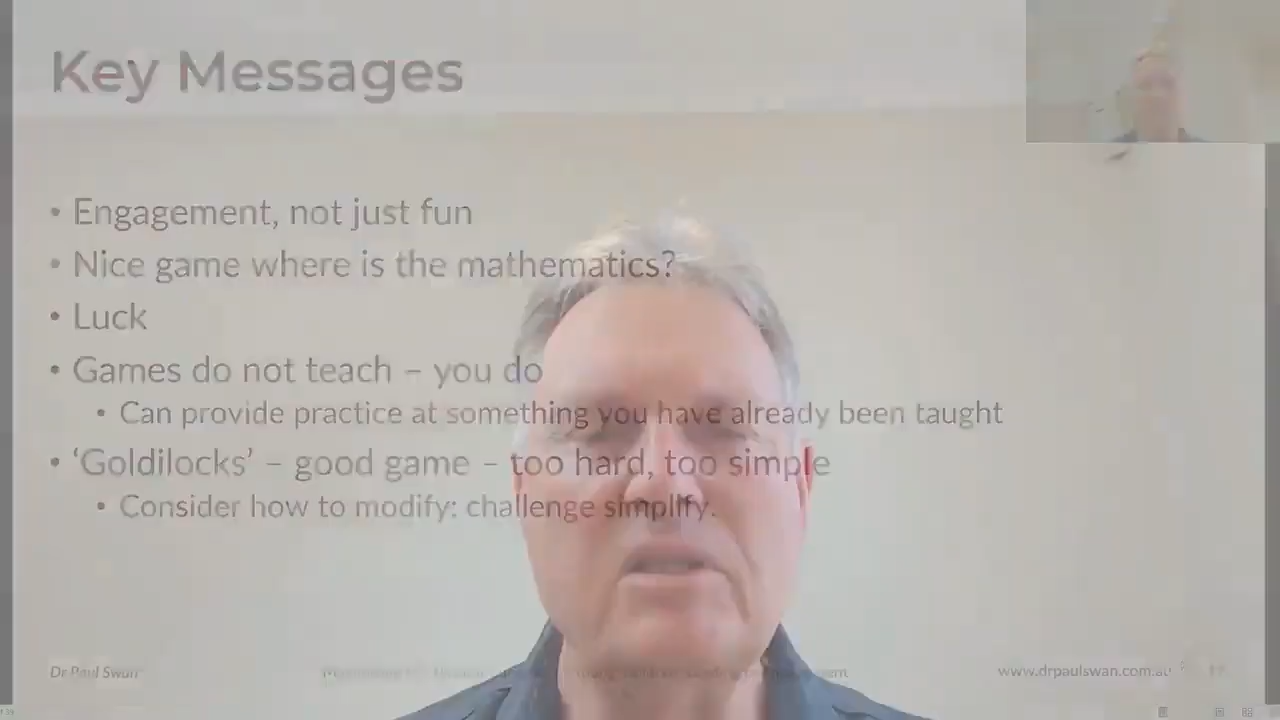 Key Messages
• Engagement, not just fun
• Nice game where is the mathematics?
• Luck
• Games do not teach – you do
• Can provide practice at something you have already been taught
• ‘Goldilocks’ – good game – too hard, too simple
• Consider how to modify: challenge simplify.
Dr Paul Swan
www.drpaulswan.com.au